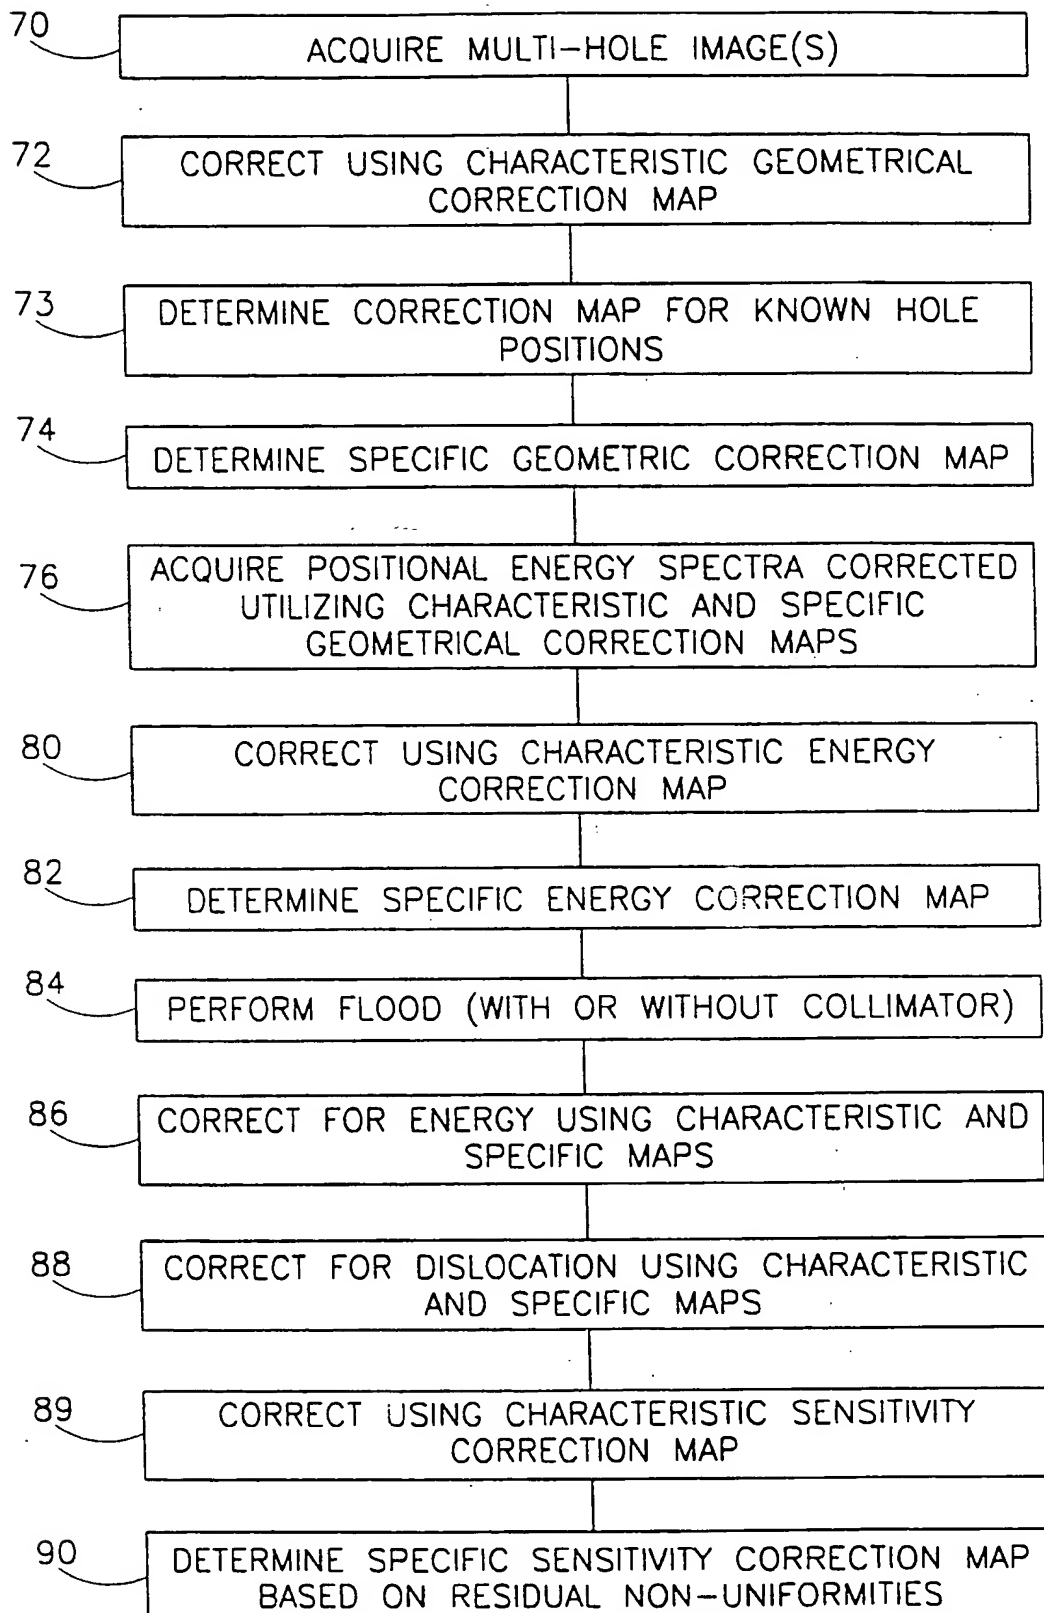 70
ACQUIRE MULTI-HOLE IMAGE(S)
72
CORRECT USING CHARACTERISTIC GEOMETRICAL
CORRECTION MAP
73
DETERMINE CORRECTION MAP FOR KNOWN HOLE
POSITIONS
74
DETERMINE SPECIFIC GEOMETRIC CORRECTION MAP
76
ACQUIRE POSITIONAL ENERGY SPECTRA CORRECTED
UTILIZING CHARACTERISTIC AND SPECIFIC
GEOMETRICAL CORRECTION MAPS
80
CORRECT USING CHARACTERISTIC ENERGY
CORRECTION MAP
82
DETERMINE SPECIFIC ENERGY CORRECTION MAP
84
PERFORM FLOOD (WITH OR WITHOUT COLLIMATOR)
86
CORRECT FOR ENERGY USING CHARACTERISTIC AND
SPECIFIC MAPS
88
CORRECT FOR DISLOCATION USING CHARACTERISTIC
AND SPECIFIC MAPS
89
CORRECT USING CHARACTERISTIC SENSITIVITY
CORRECTION MAP
90
DETERMINE SPECIFIC SENSITIVITY CORRECTION MAP
BASED ON RESIDUAL NON-UNIFORMITIES